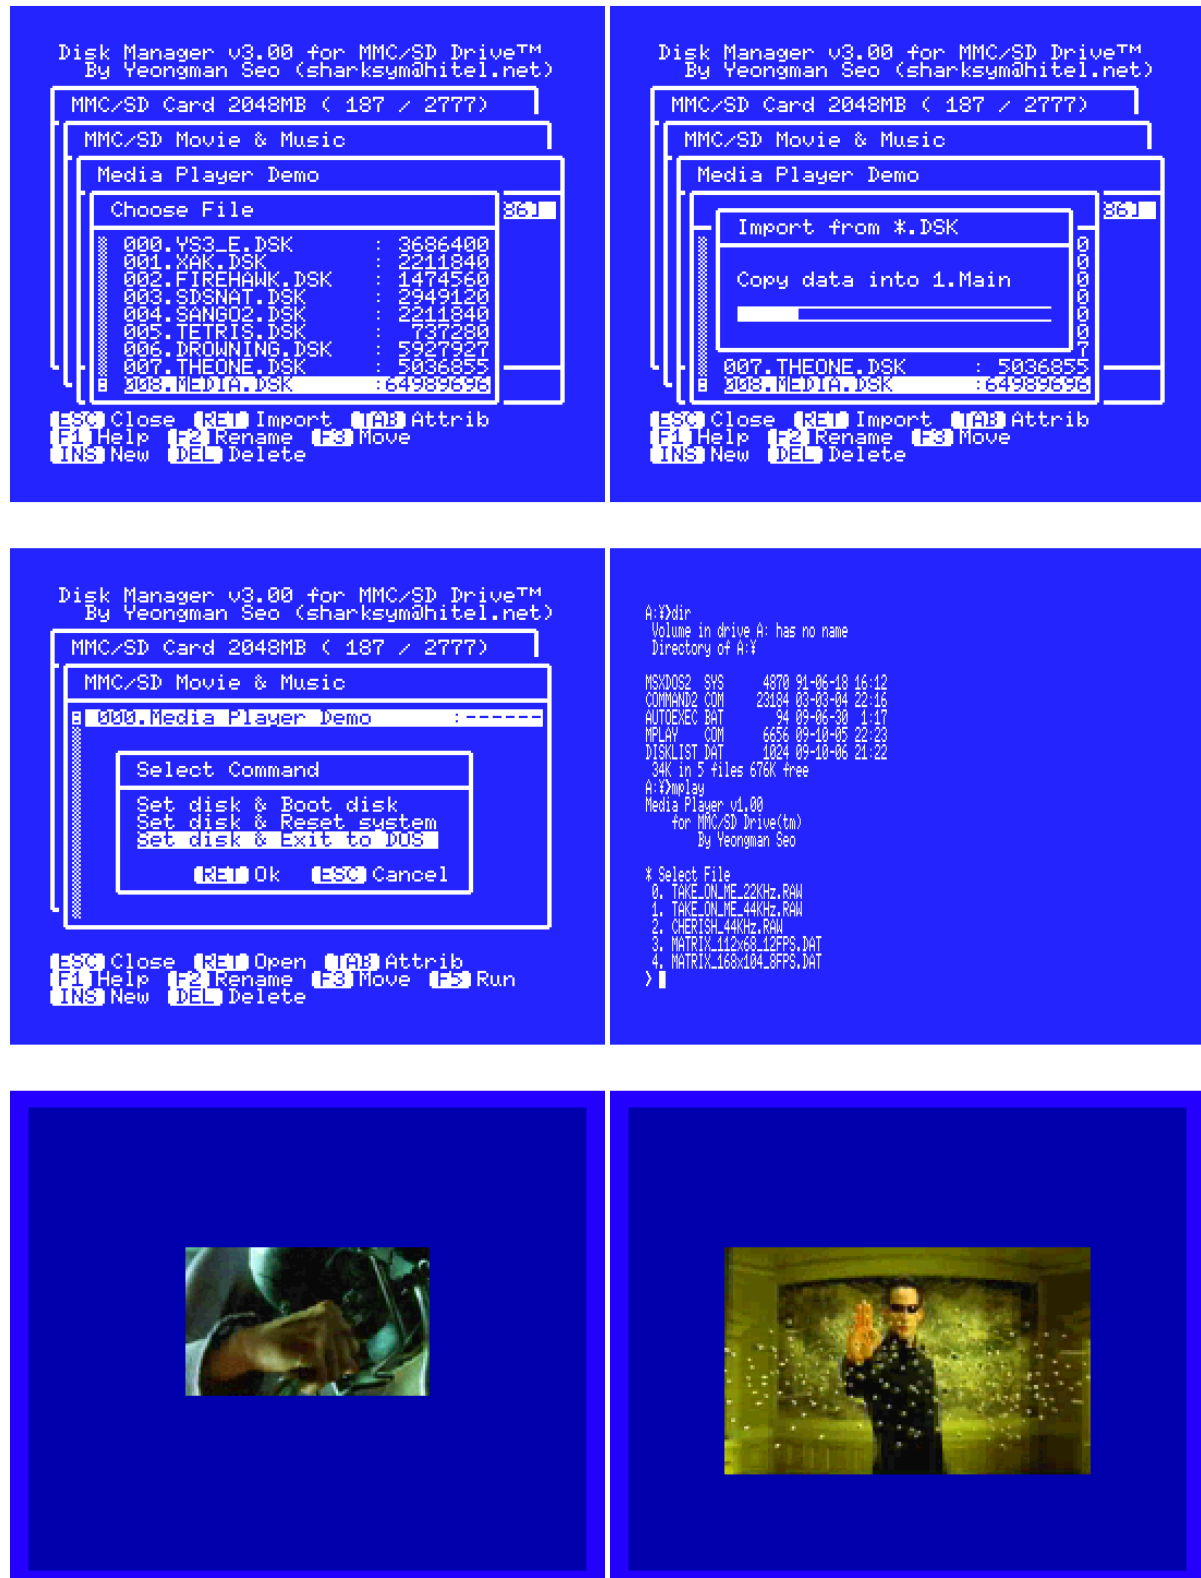 Disk Manager v3.00 for MMC/SD Drive™
By Yeongman Seo (sharksym@hitel.net)
MMC/SD Card 2048MB ( 187 / 2777)
MMC/SD Movie & Music
Media Player Demo
Choose File
000.YS3_E.DSK : 3686400
001.XAK.DSK : 2211840
002.FIREHAWK.DSK : 1474560
003.SDSNAT.DSK : 2949120
004.SANGO2.DSK : 2211840
005.TETRIS.DSK : 737280
006.DROWNING.DSK : 5927927
007.THEONE.DSK : 5036855
008.MEDIA.DSK :64989696
ESC Close RET Import TAB Attrib
F1 Help F2 Rename F3 Move
INS New DEL Delete
Disk Manager v3.00 for MMC/SD Drive™
By Yeongman Seo (sharksym@hitel.net)
MMC/SD Card 2048MB ( 187 / 2777)
MMC/SD Movie & Music
Media Player Demo
Import from *.DSK
Copy data into 1.Main
007.THEONE.DSK : 5036855
008.MEDIA.DSK :64989696
ESC Close RET Import TAB Attrib
F1 Help F2 Rename F3 Move
INS New DEL Delete
Disk Manager v3.00 for MMC/SD Drive™
By Yeongman Seo (sharksym@hitel.net)
MMC/SD Card 2048MB ( 187 / 2777)
MMC/SD Movie & Music
000.Media Player Demo :------
Select Command
Set disk & Boot disk
Set disk & Reset system
Set disk & Exit to DOS
RET Ok ESC Cancel
ESC Close RET Open TAB Attrib
F1 Help F2 Rename F3 Move F5 Run
INS New DEL Delete
A:¥>dir
Volume in drive A: has no name
Directory of A:¥
MSXDOS2 SYS 4870 91-06-18 16:12
COMMAND2 COM 23184 03-03-04 22:16
AUTOEXEC BAT 94 09-06-30 1:17
MPLAY COM 6656 09-10-05 22:23
DISKLIST DAT 1024 09-10-06 21:22
34K in 5 files 676K free
A:¥>mplay
Media Player v1.00
for MMC/SD Drive(tm)
By Yeongman Seo
* Select File
0. TAKE_ON_ME_22KHz.RAW
1. TAKE_ON_ME_44KHz.RAW
2. CHERISH_44KHz.RAW
3. MATRIX_112x68_12FPS.DAT
4. MATRIX_168x104_8FPS.DAT
>